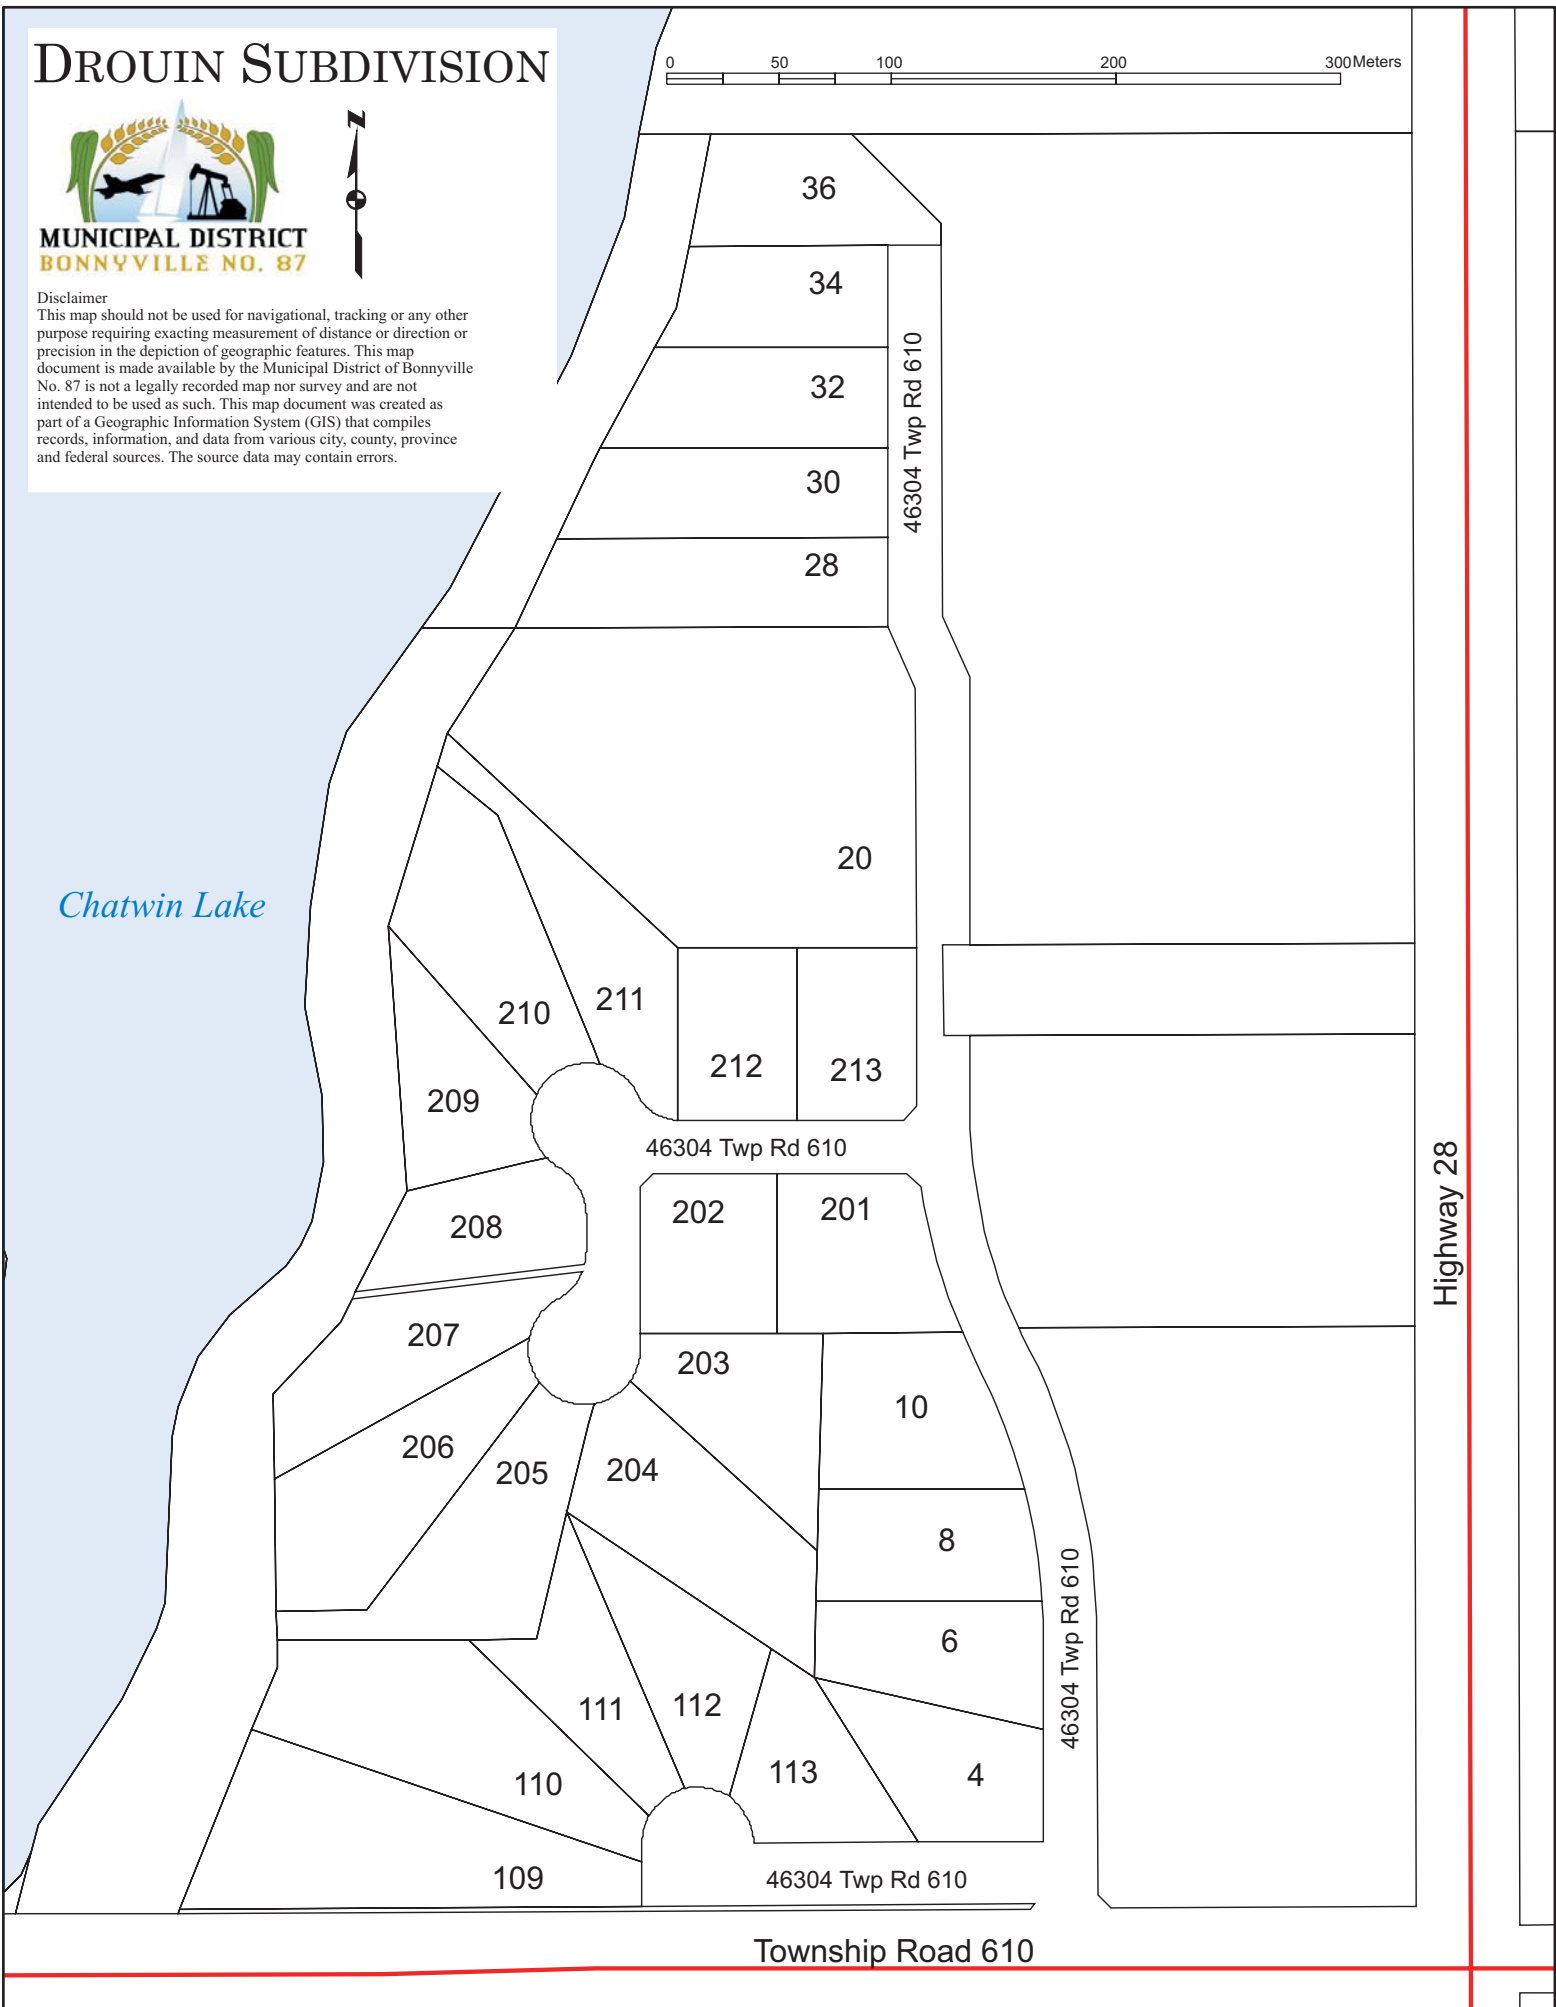 DROUIN SUBDIVISION
0 50 100 200 300Meters
N
MUNICIPAL DISTRICT
BONNYVILLE NO. 87
Disclaimer
This map should not be used for navigational, tracking or any other
purpose requiring exacting measurement of distance or direction or
precision in the depiction of geographic features. This map
document is made available by the Municipal District of Bonnyville
No. 87 is not a legally recorded map nor survey and are not
intended to be used as such. This map document was created as
part of a Geographic Information System (GIS) that compiles
records, information, and data from various city, county, province
and federal sources. The source data may contain errors.
36
34
32
30
28
46304 Twp Rd 610
20
Chatwin Lake
210
211
212
213
209
46304 Twp Rd 610
208
202
201
Highway 28
207
203
10
206
205
204
8
6
46304 Twp Rd 610
111
112
113
4
110
109
46304 Twp Rd 610
Township Road 610